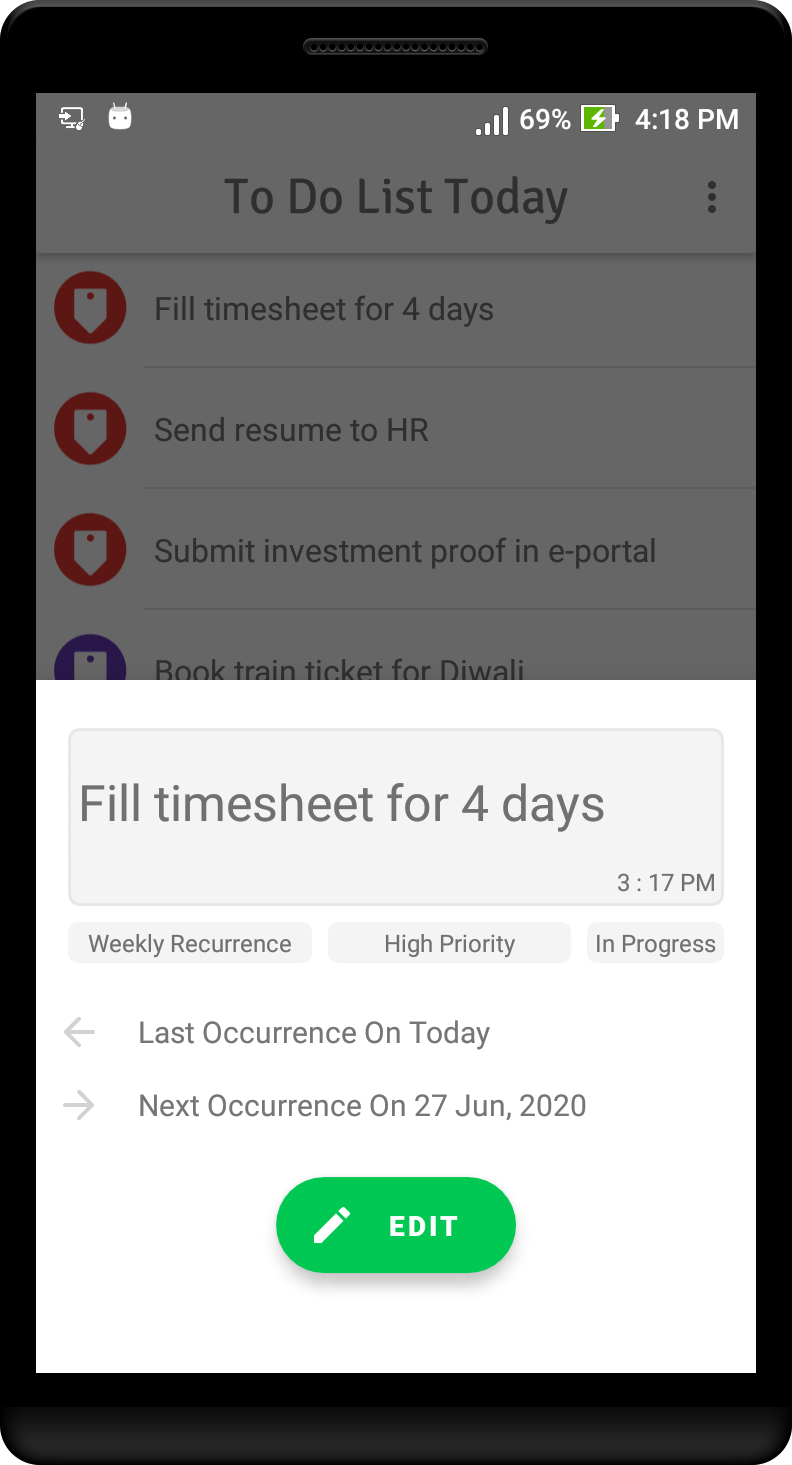 69% 4:18 PM
To Do List Today
Fill timesheet for 4 days
Send resume to HR
Submit investment proof in e-portal
Book train ticket for Diwali
Fill timesheet for 4 days
3 : 17 PM
Weekly Recurrence High Priority In Progress
Last Occurrence On Today
Next Occurrence On 27 Jun, 2020
EDIT